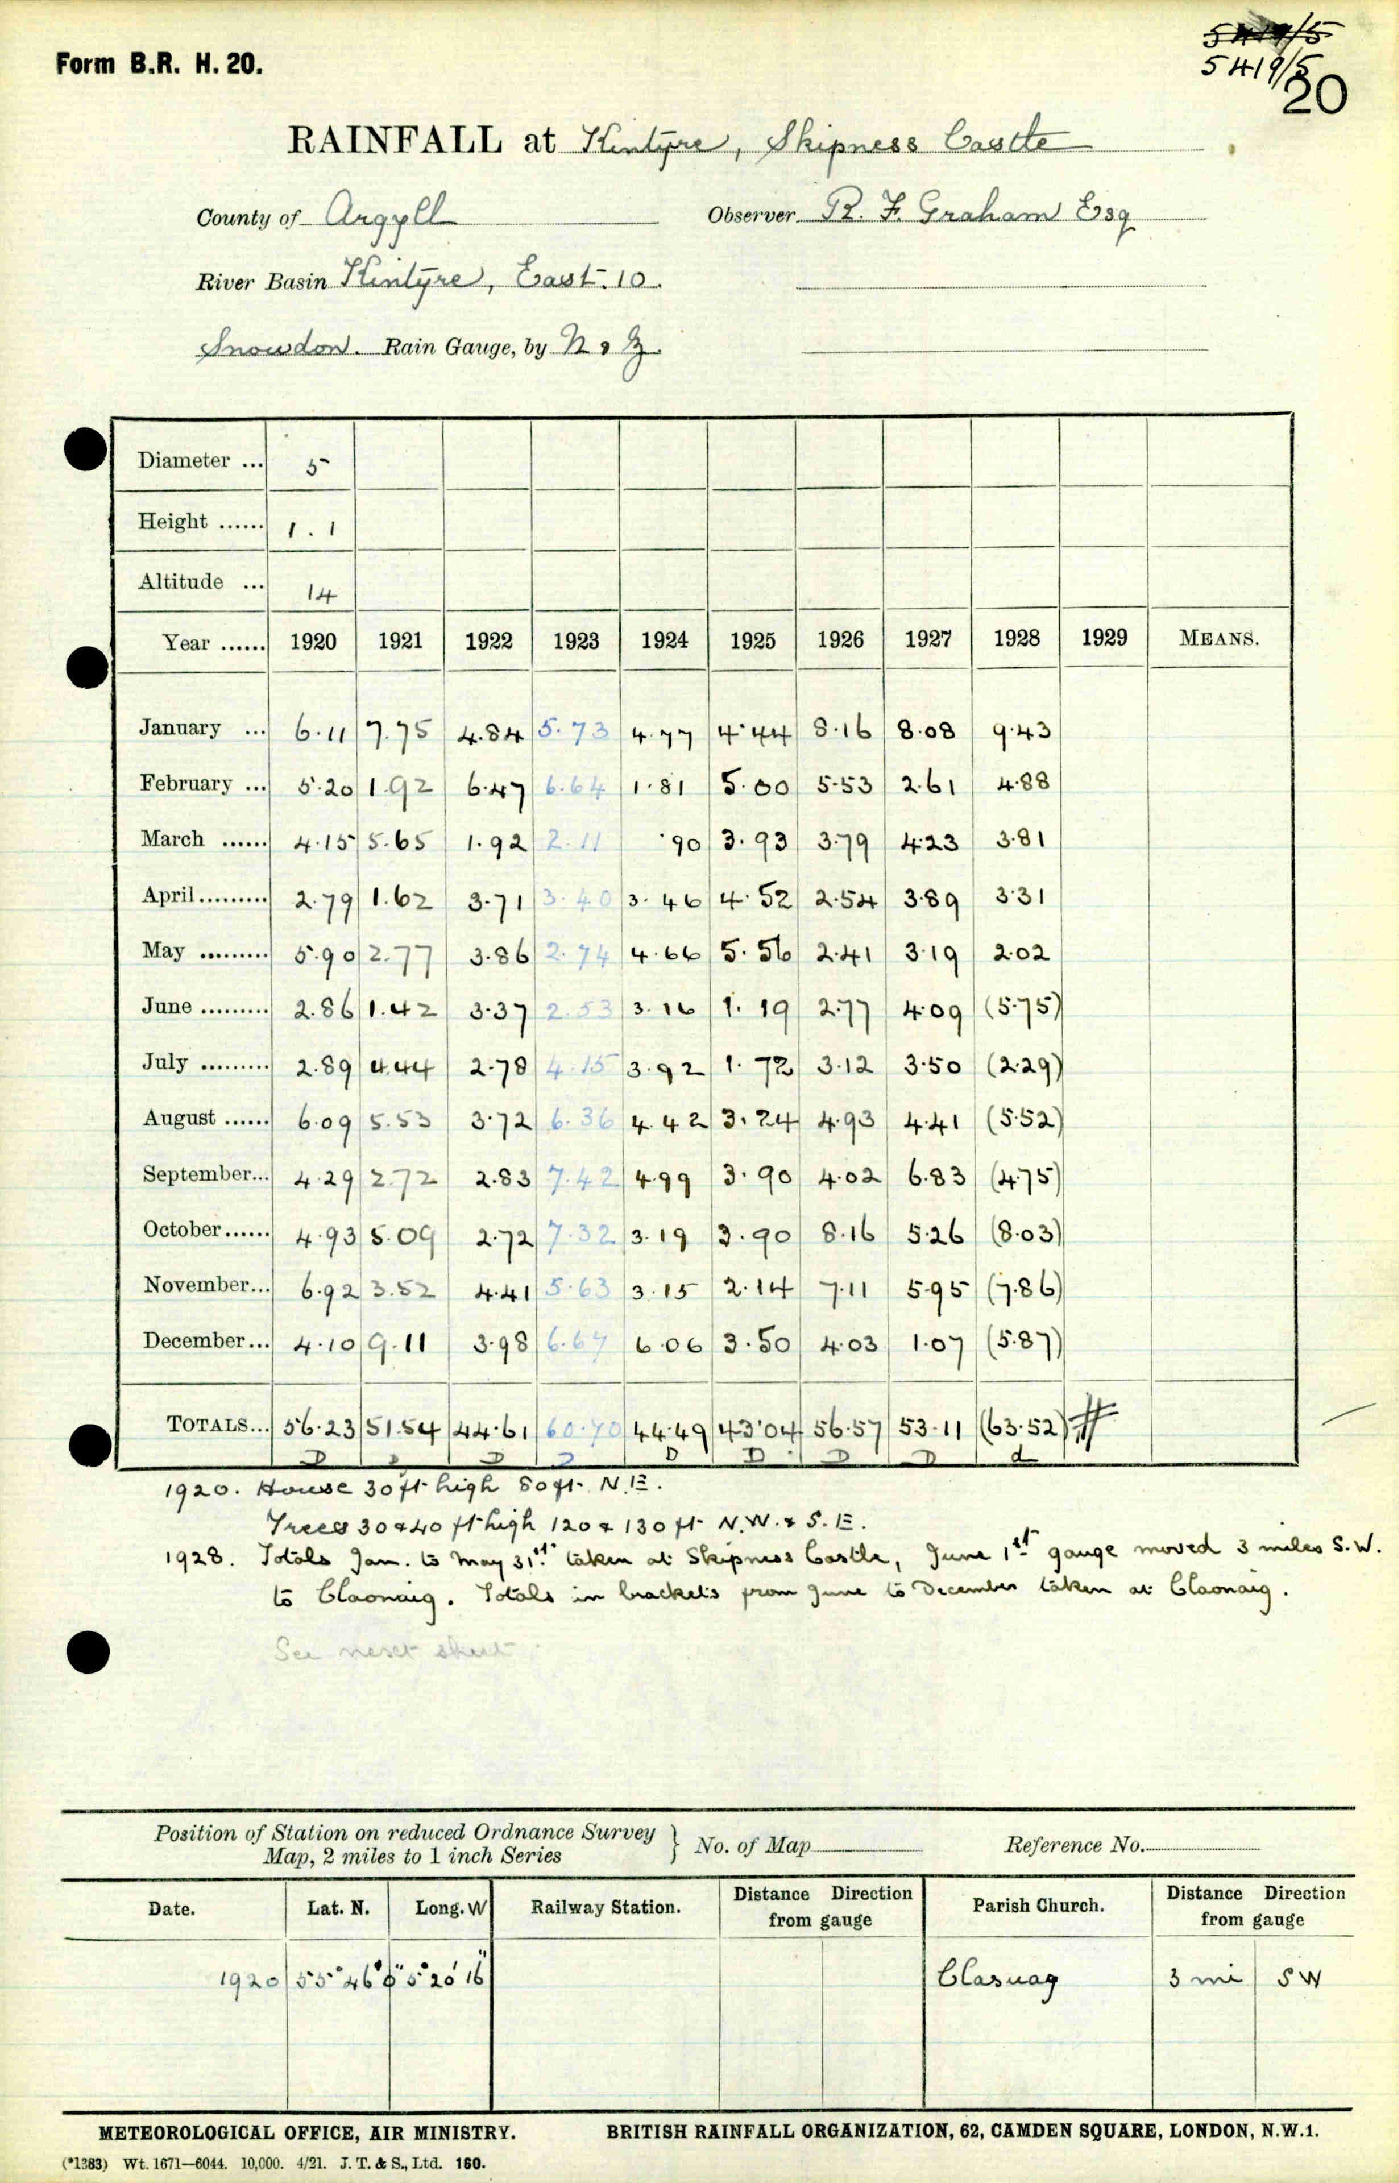 Form B.R. H. 20.
5419/5
5419/5
20
RAINFALL at Kintyre, Skipness Castle
County of Argyll Observer R. F. Graham Esq
River Basin Kintyre, East. 10.
Snowdon. Rain Gauge, by N & Z.
Diameter ... 5
Height ...... 1.1
Altitude ... 14
Year ...... 1920 1921 1922 1923 1924 1925 1926 1927 1928 1929 MEANS.
January ... 6.11 7.75 4.84 5.73 4.77 4.44 8.16 8.08 9.43
February ... 5.20 1.92 6.47 6.64 1.81 5.00 5.53 2.61 4.88
March ...... 4.15 5.65 1.92 2.11 .90 3.93 3.79 4.23 3.81
April ......... 2.79 1.62 3.71 3.40 3.46 4.52 2.54 3.89 3.31
May ......... 5.90 2.77 3.86 2.74 4.66 5.56 2.41 3.19 2.02
June ......... 2.86 1.42 3.37 2.53 3.16 1.19 2.77 4.09 (5.75)
July ......... 2.89 4.44 2.78 4.15 3.92 1.72 3.12 3.50 (2.29)
August ...... 6.09 5.53 3.72 6.36 4.42 3.24 4.93 4.41 (5.52)
September... 4.29 2.72 2.83 7.42 4.99 3.90 4.02 6.83 (4.75)
October...... 4.93 5.09 2.72 7.32 3.19 3.90 8.16 5.26 (8.03)
November... 6.92 3.52 4.41 5.63 3.15 2.14 7.11 5.95 (7.86)
December... 4.10 9.11 3.98 6.67 6.06 3.50 4.03 1.07 (5.87)
TOTALS... 56.23 51.54 44.61 60.70 44.49 43.04 56.57 53.11 (63.52)
D D D D D D D D d
1920. House 30 ft high 80 ft. N.E.
Trees 30 & 40 ft high 120 & 130 ft N.W. & S.E.
1928. Totals Jan. to May 31st taken at Skipness Castle, June 1st gauge moved 3 miles S.W.
to Claonaig. Totals in brackets from June to December taken at Claonaig.
See next sheet
Position of Station on reduced Ordnance Survey Map, 2 miles to 1 inch Series } No. of Map Reference No.
Date. Lat. N. Long. W Railway Station. Distance Direction from gauge Parish Church. Distance Direction from gauge
1920 55° 46' 0" 5° 20' 16" Clasuag 3 mi SW
METEOROLOGICAL OFFICE, AIR MINISTRY. BRITISH RAINFALL ORGANIZATION, 62, CAMDEN SQUARE, LONDON, N.W.1.
(*1383) Wt. 1671—6044. 10,000. 4/21. J. T. & S., Ltd. 160.